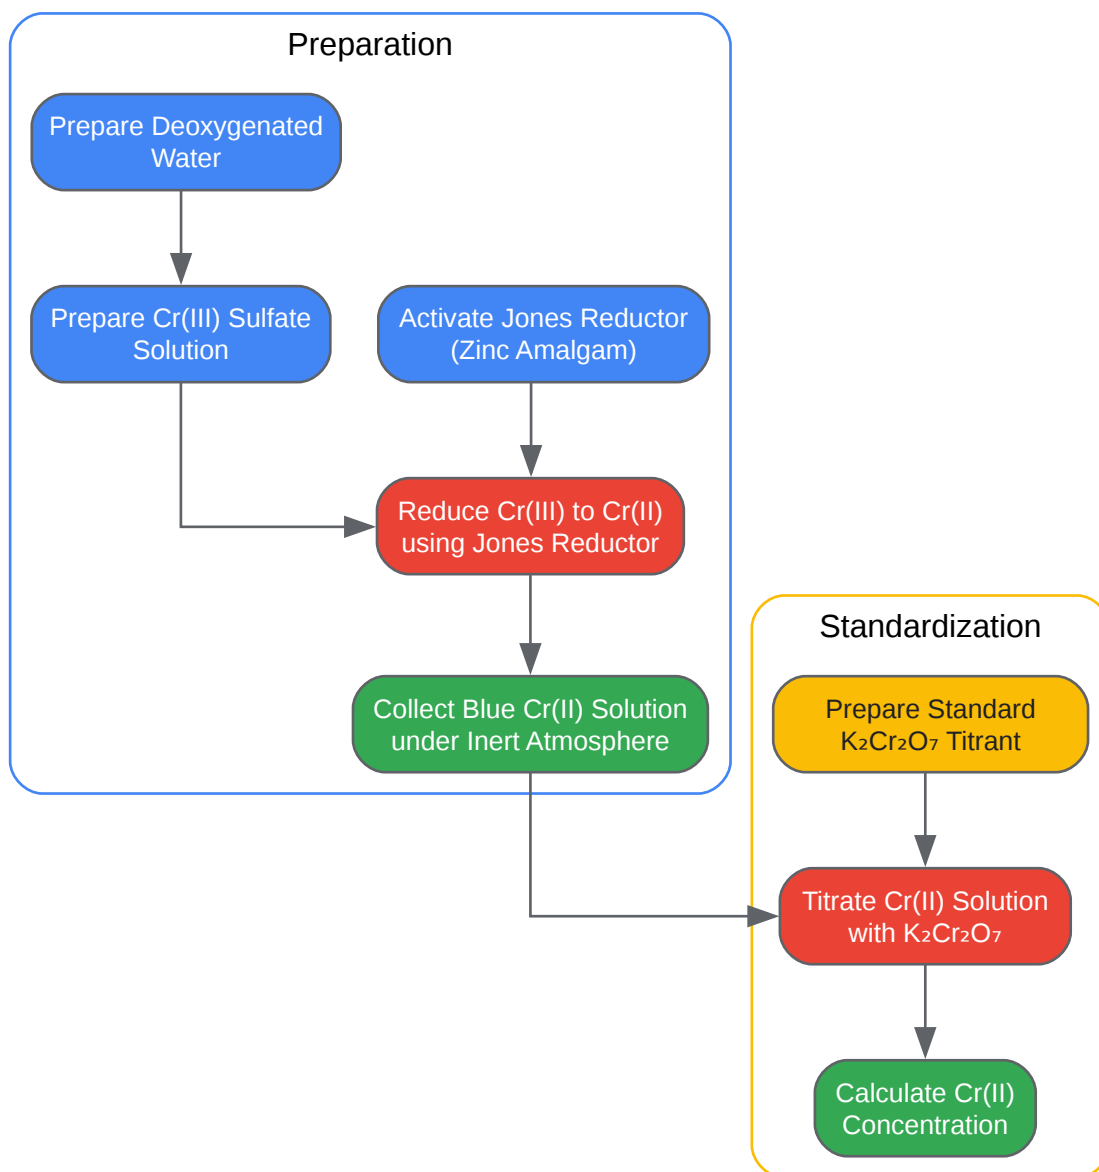 Preparation
Prepare Deoxygenated
Water
Prepare Cr(III) Sulfate
Solution
Activate Jones Reductor
(Zinc Amalgam)
Reduce Cr(III) to Cr(II)
using Jones Reductor
Collect Blue Cr(II) Solution
under Inert Atmosphere
Standardization
Prepare Standard
K₂Cr₂O₇ Titrant
Titrate Cr(II) Solution
with K₂Cr₂O₇
Calculate Cr(II)
Concentration